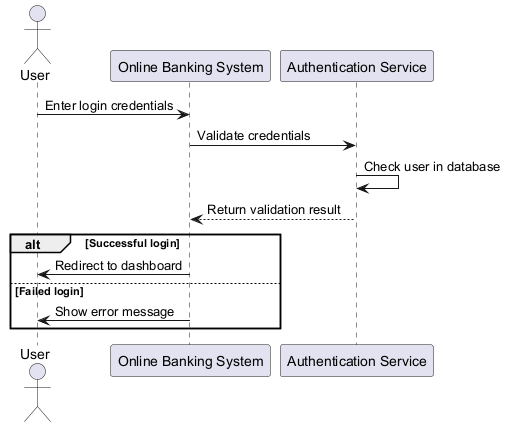 User
Online Banking System
Authentication Service
Enter login credentials
Validate credentials
Check user in database
Return validation result
alt [Successful login]
Redirect to dashboard
[Failed login]
Show error message
User
Online Banking System
Authentication Service